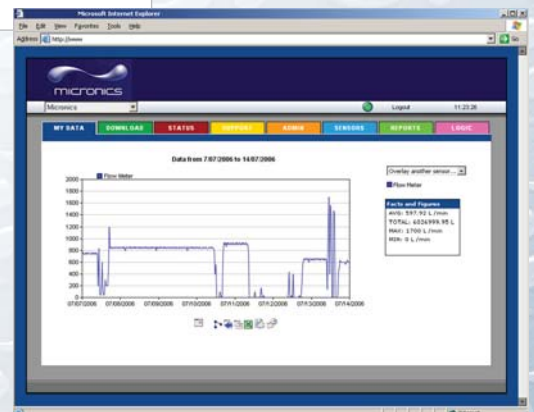 Microsoft Internet Explorer
File Edit View Favorites Tools Help
Address http://www Go
micronics
Micronics Logout 11:23:26
MY DATA DOWNLOAD STATUS SUPPORT ADMIN SENSORS REPORTS LOGIC
Data from 7/07/2006 to 14/07/2006
Overlay another sensor...
Flow Meter
Flow Meter
2000
1800
1600
1400
1200
1000
800
600
400
200
0
07/07/2006 07/08/2006 07/09/2006 07/10/2006 07/11/2006 07/12/2006 07/13/2006 07/14/2006
Facts and Figures
AVG: 597.92 L /min
TOTAL: 6026999.95 L
MAX: 1700 L /min
MIN: 0 L /min